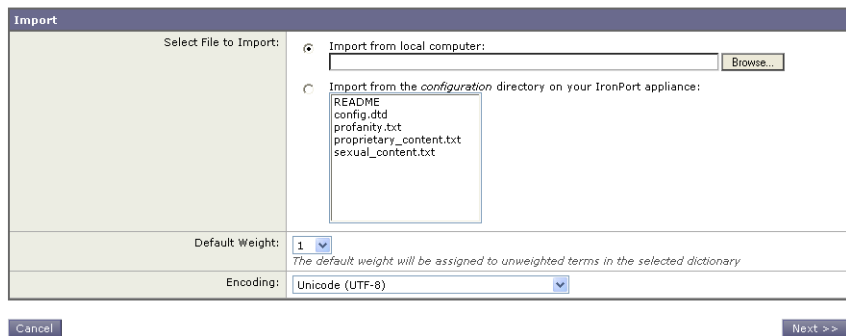 Import
Select File to Import:
Import from local computer:
Browse...
Import from the configuration directory on your IronPort appliance:
README
config.dtd
profanity.txt
proprietary_content.txt
sexual_content.txt
Default Weight:
1
The default weight will be assigned to unweighted terms in the selected dictionary
Encoding:
Unicode (UTF-8)
Cancel
Next >>